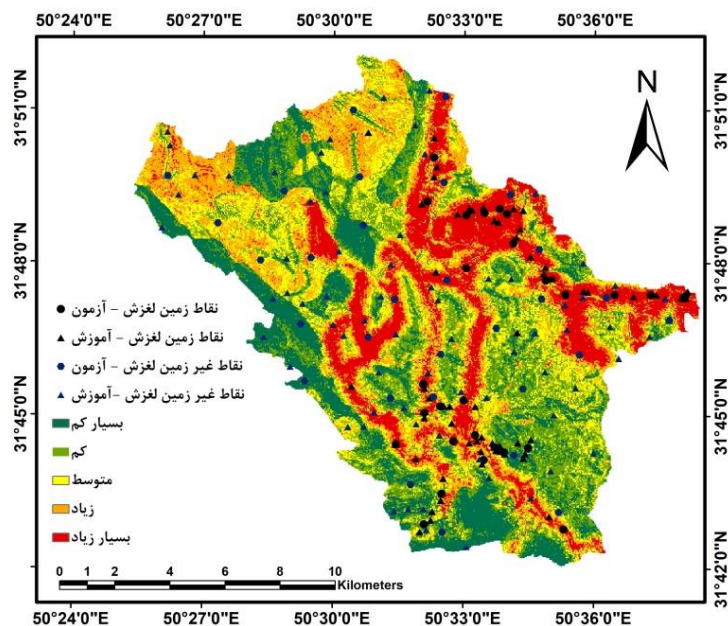 50°24'0"E 50°27'0"E 50°30'0"E 50°33'0"E 50°36'0"E
N
31°51'0"N 31°51'0"N
31°48'0"N 31°48'0"N
31°45'0"N 31°45'0"N
31°42'0"N
نقاط زمین لغزش - آزمون
نقاط زمین لغزش - آموزش
نقاط غیر زمین لغزش - آزمون
نقاط غیر زمین لغزش -آموزش
بسیار کم
کم
متوسط
زیاد
بسیار زیاد
0 1 2 4 6 8 10
Kilometers
50°24'0"E 50°27'0"E 50°30'0"E 50°33'0"E 50°36'0"E